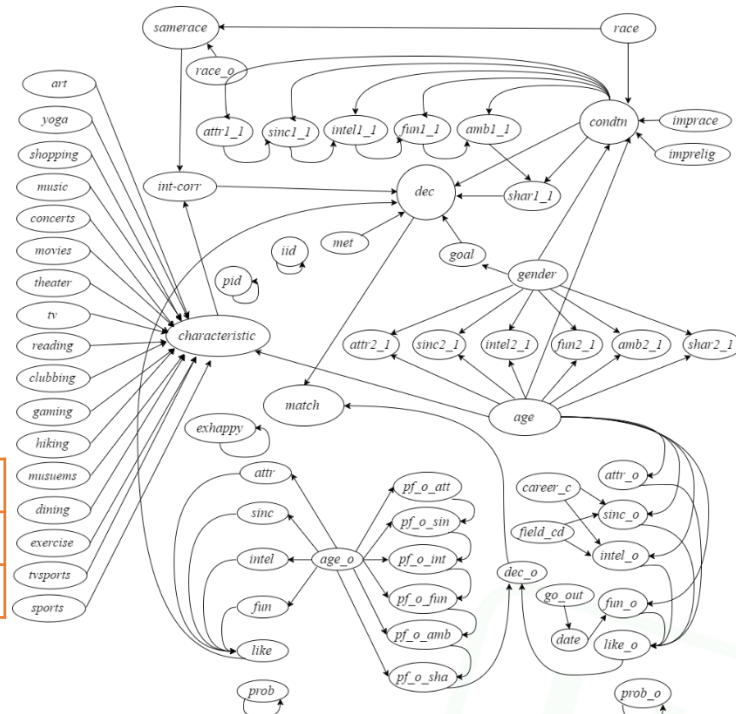 samerace
race
race_o
art
yoga
shopping
music
concerts
movies
theater
tv
reading
clubbing
gaming
hiking
musuems
dining
exercise
tvsports
sports
attr1_1
sinc1_1
intel1_1
fun1_1
amb1_1
condtn
imprace
imprelig
int-corr
dec
shar1_1
met
goal
iid
pid
gender
characteristic
attr2_1
sinc2_1
intel2_1
fun2_1
amb2_1
shar2_1
match
age
exhappy
attr
sinc
intel
fun
like
prob
age_o
pf_o_att
pf_o_sin
pf_o_int
pf_o_fun
pf_o_amb
pf_o_sha
dec_o
attr_o
career_c
sinc_o
field_cd
intel_o
go_out
fun_o
date
like_o
prob_o